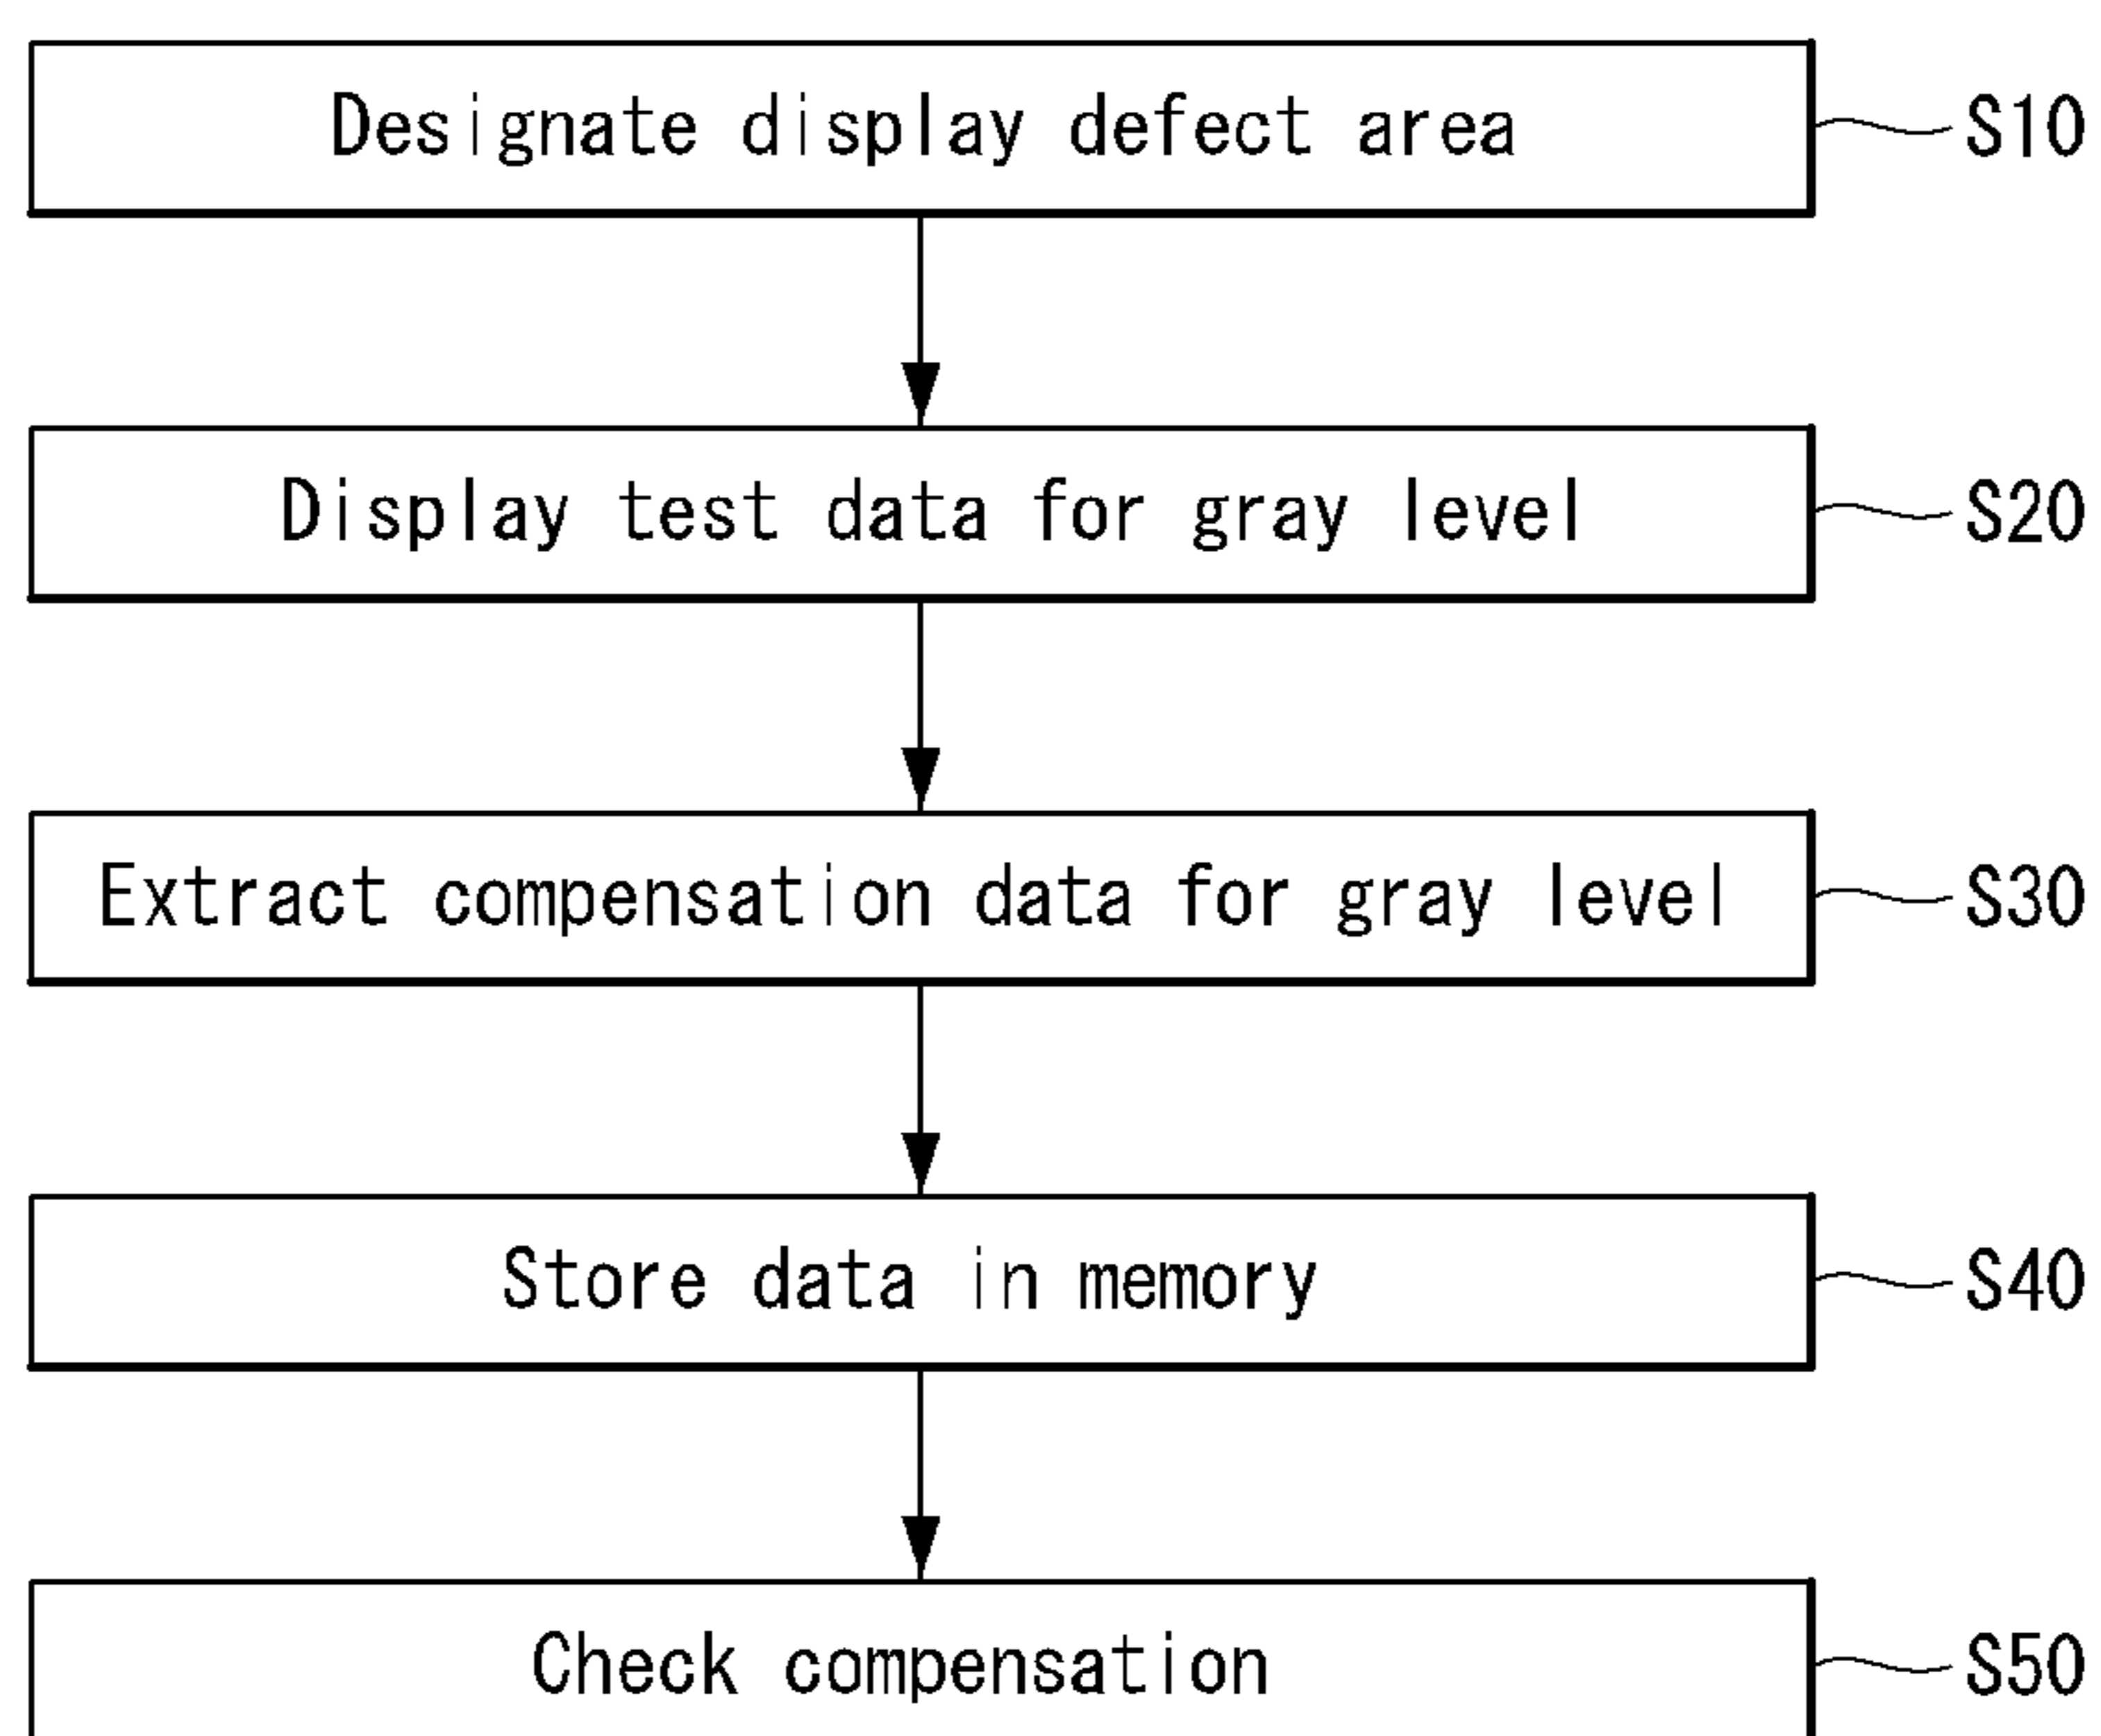 Designate display defect area S10
Display test data for gray level S20
Extract compensation data for gray level S30
Store data in memory S40
Check compensation S50